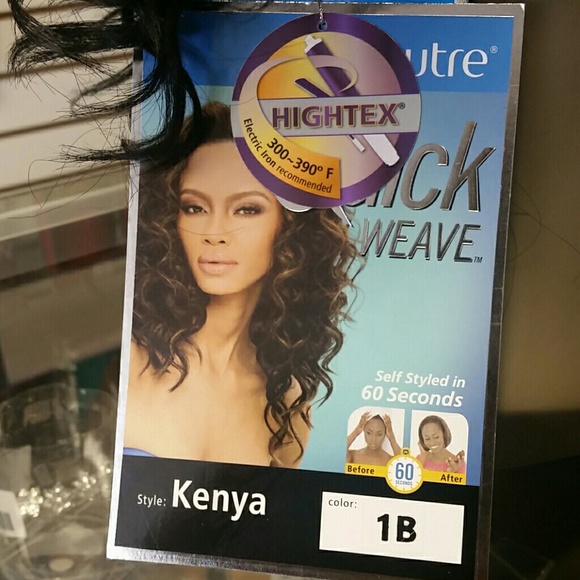 utre®
HIGHTEX®
300~390° F
Electric Iron recommended
ick
WEAVE™
Self Styled in
60 Seconds
Before
60
SECONDS
After
Style: Kenya
color:
1B